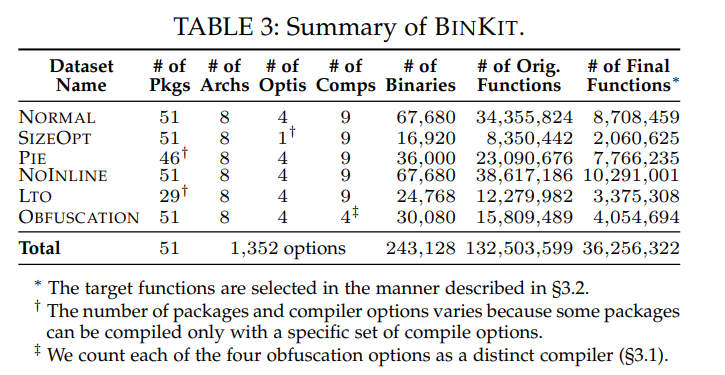 TABLE 3: Summary of BINKIT.
Dataset # of # of # of # of # of # of Orig. # of Final
Name Pkgs Archs Optis Comps Binaries Functions Functions*
NORMAL 51 8 4 9 67,680 34,355,824 8,708,459
SIZEOPT 51 8 1† 9 16,920 8,350,442 2,060,625
PIE 46† 8 4 9 36,000 23,090,676 7,766,235
NOINLINE 51 8 4 9 67,680 38,617,186 10,291,001
LTO 29† 8 4 9 24,768 12,279,982 3,375,308
OBFUSCATION 51 8 4 4‡ 30,080 15,809,489 4,054,694
Total 51 1,352 options 243,128 132,503,599 36,256,322
* The target functions are selected in the manner described in §3.2.
† The number of packages and compiler options varies because some packages
can be compiled only with a specific set of compile options.
‡ We count each of the four obfuscation options as a distinct compiler (§3.1).